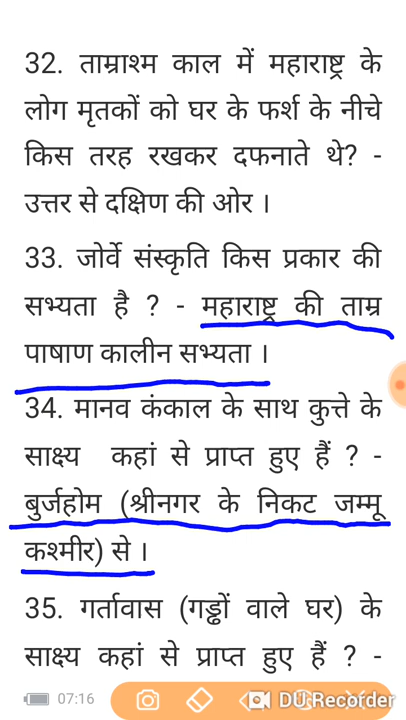 32. ताम्राश्म काल में महाराष्ट्र के
लोग मृतकों को घर के फर्श के नीचे
किस तरह रखकर दफनाते थे? -
उत्तर से दक्षिण की ओर ।
33. जोर्वे संस्कृति किस प्रकार की
सभ्यता है ? - महाराष्ट्र की ताम्र
पाषाण कालीन सभ्यता ।
34. मानव कंकाल के साथ कुत्ते के
साक्ष्य कहां से प्राप्त हुए हैं ? -
बुर्जहोम (श्रीनगर के निकट जम्मू
कश्मीर) से ।
35. गर्तावास (गड्ढों वाले घर) के
साक्ष्य कहां से प्राप्त हुए हैं ? -
07:16 DU Recorder